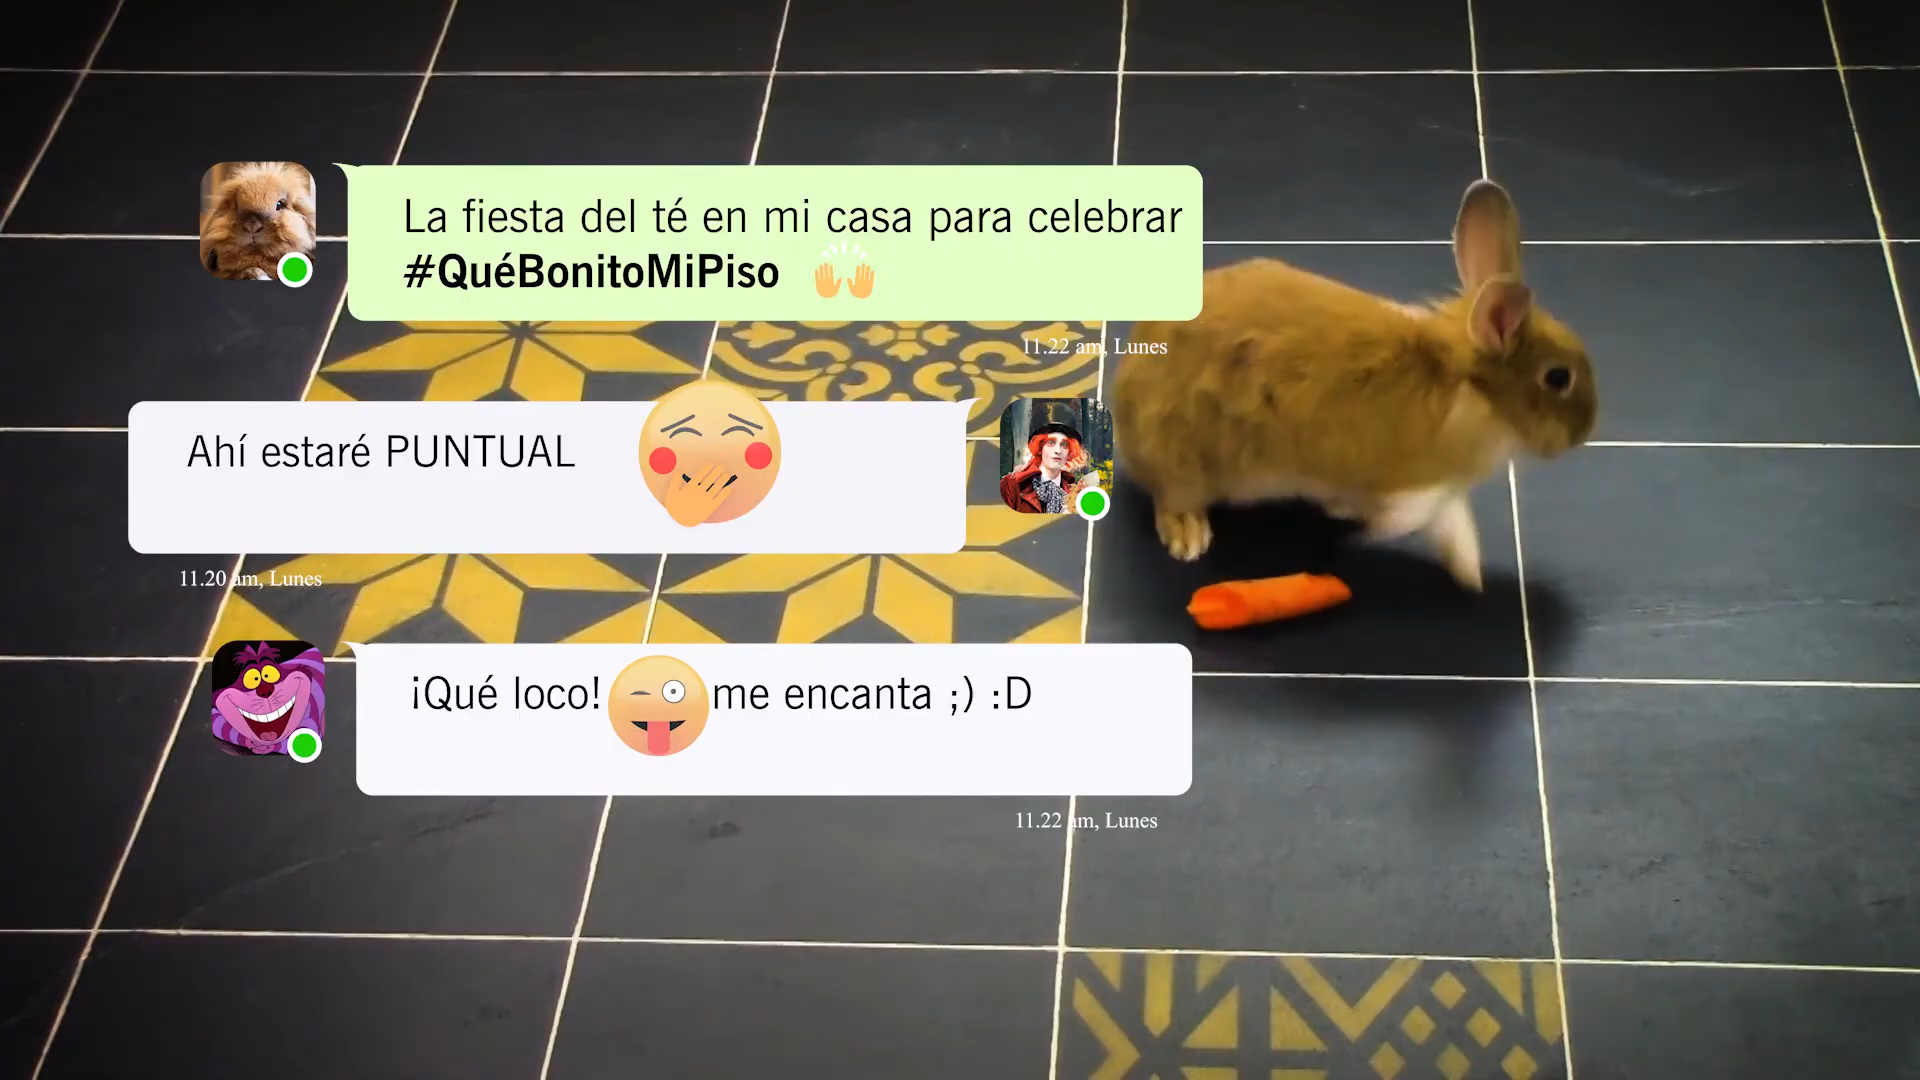 La fiesta del té en mi casa para celebrar
#QuéBonitoMiPiso
11.22 am, Lunes
Ahí estaré PUNTUAL
11.20 am, Lunes
¡Qué loco! me encanta ;) :D
11.22 am, Lunes